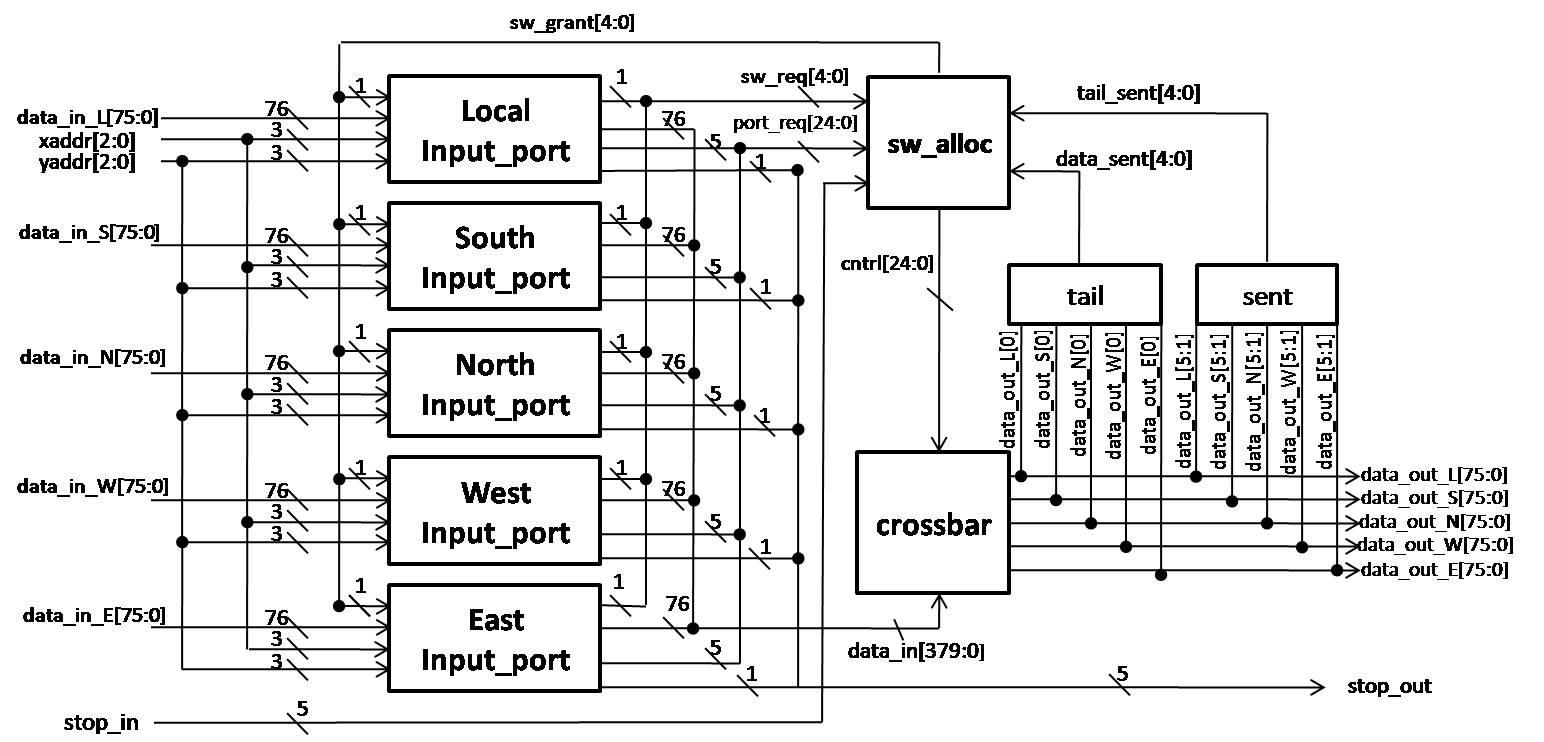 sw_grant[4:0]
data_in_L[75:0]
xaddr[2:0]
yaddr[2:0]
76
3
3
1
Local
Input_port
1
76
5
1
sw_req[4:0]
port_req[24:0]
sw_alloc
tail_sent[4:0]
data_sent[4:0]
data_in_S[75:0]
76
3
3
1
South
Input_port
1
76
5
1
cntrl[24:0]
tail
sent
data_in_N[75:0]
76
3
3
1
North
Input_port
1
76
5
1
data_out_L[0]
data_out_S[0]
data_out_N[0]
data_out_W[0]
data_out_E[0]
data_out_L[5:1]
data_out_S[5:1]
data_out_N[5:1]
data_out_W[5:1]
data_out_E[5:1]
data_in_W[75:0]
76
3
3
1
West
Input_port
1
76
5
1
crossbar
data_out_L[75:0]
data_out_S[75:0]
data_out_N[75:0]
data_out_W[75:0]
data_out_E[75:0]
data_in_E[75:0]
76
3
3
1
East
Input_port
1
76
5
1
data_in[379:0]
5
stop_out
stop_in
5